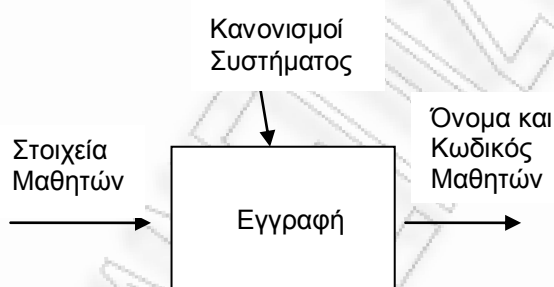 Κανονισμοί
Συστήματος
Στοιχεία
Μαθητών
Εγγραφή
Όνομα και
Κωδικός
Μαθητών